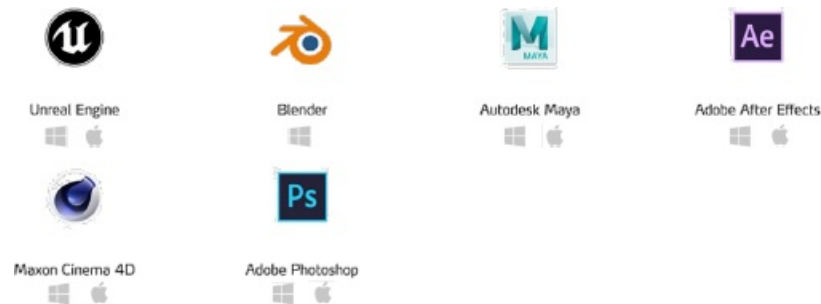 Unreal Engine
Blender
MAYA
Autodesk Maya
Ae
Adobe After Effects
Maxon Cinema 4D
Ps
Adobe Photoshop